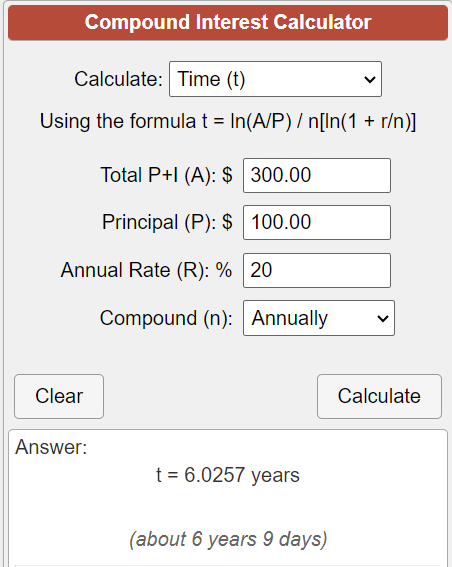 Compound Interest Calculator
Calculate: Time (t)
Using the formula t = ln(A/P) / n[ln(1 + r/n)]
Total P+I (A): $ 300.00
Principal (P): $ 100.00
Annual Rate (R): % 20
Compound (n): Annually
Clear Calculate
Answer:
t = 6.0257 years
(about 6 years 9 days)